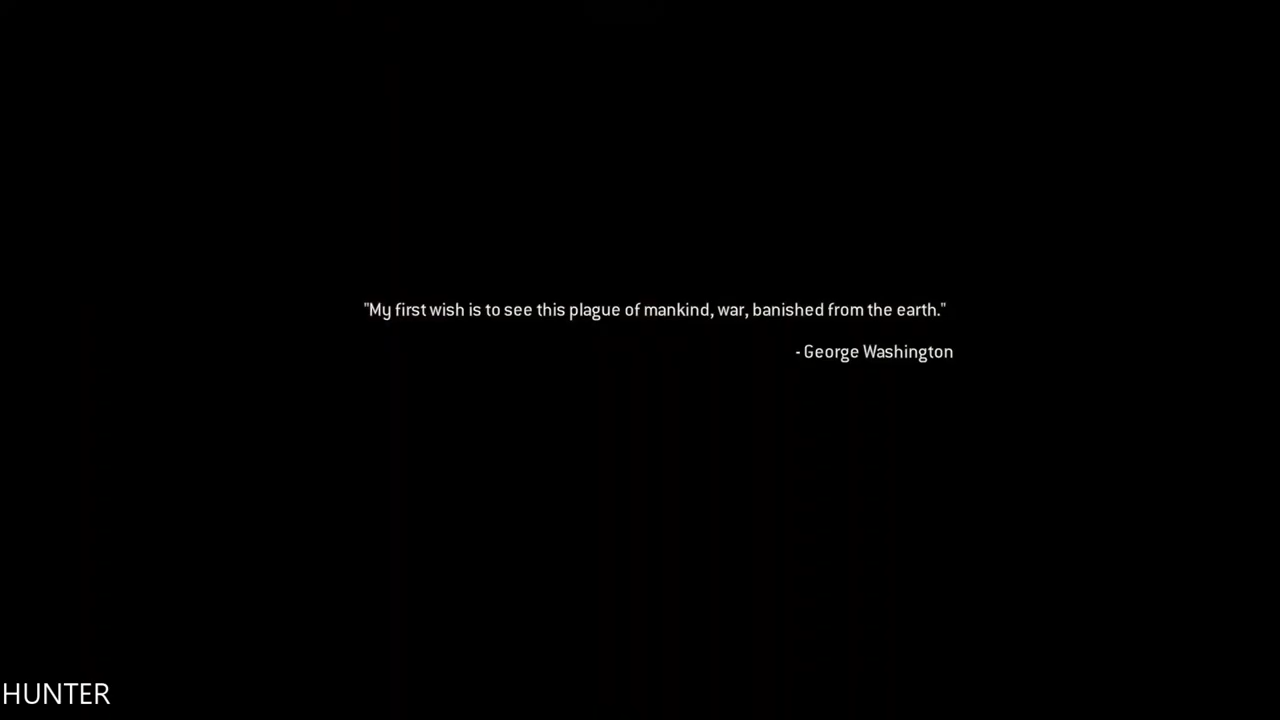 "My first wish is to see this plague of mankind, war, banished from the earth."
- George Washington
HUNTER